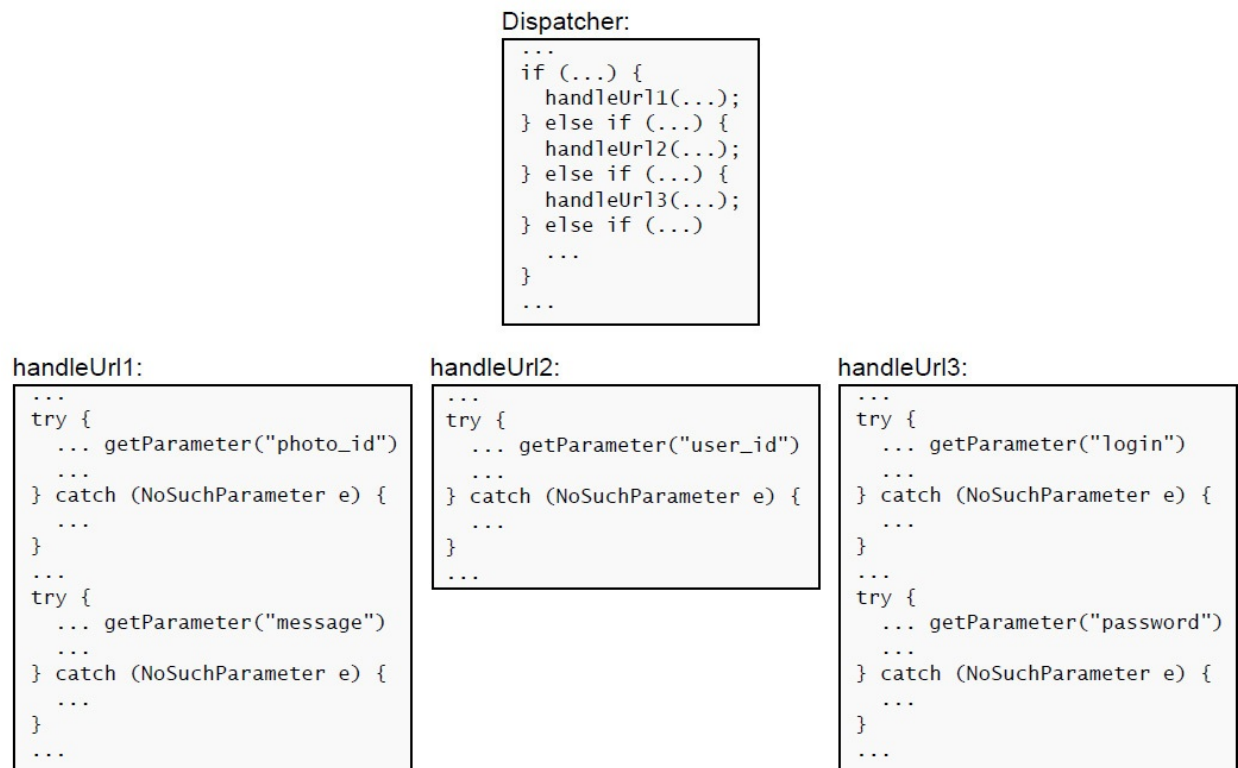 Dispatcher:
...
if (...) {
  handleUrl1(...);
} else if (...) {
  handleUrl2(...);
} else if (...) {
  handleUrl3(...);
} else if (...)
  ...
}
...
handleUrl1:
...
try {
  ... getParameter("photo_id")
  ...
} catch (NoSuchParameter e) {
  ...
}
...
try {
  ... getParameter("message")
  ...
} catch (NoSuchParameter e) {
  ...
}
...
handleUrl2:
...
try {
  ... getParameter("user_id")
  ...
} catch (NoSuchParameter e) {
  ...
}
...
handleUrl3:
...
try {
  ... getParameter("login")
  ...
} catch (NoSuchParameter e) {
  ...
}
...
try {
  ... getParameter("password")
  ...
} catch (NoSuchParameter e) {
  ...
}
...